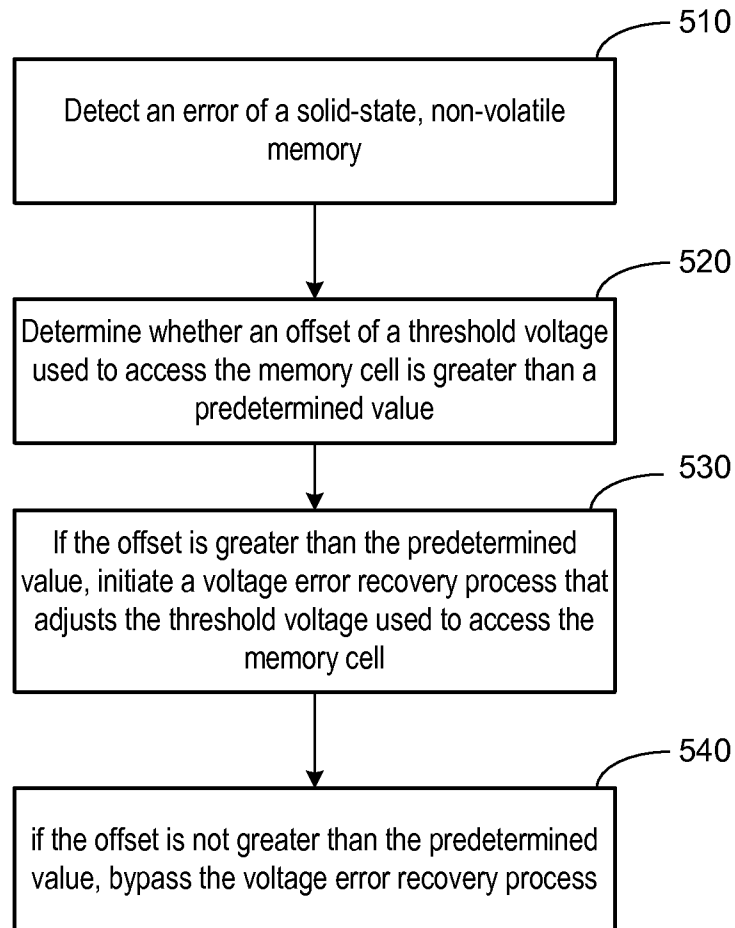 510
Detect an error of a solid-state, non-volatile
memory
520
Determine whether an offset of a threshold voltage
used to access the memory cell is greater than a
predetermined value
530
If the offset is greater than the predetermined
value, initiate a voltage error recovery process that
adjusts the threshold voltage used to access the
memory cell
540
if the offset is not greater than the predetermined
value, bypass the voltage error recovery process